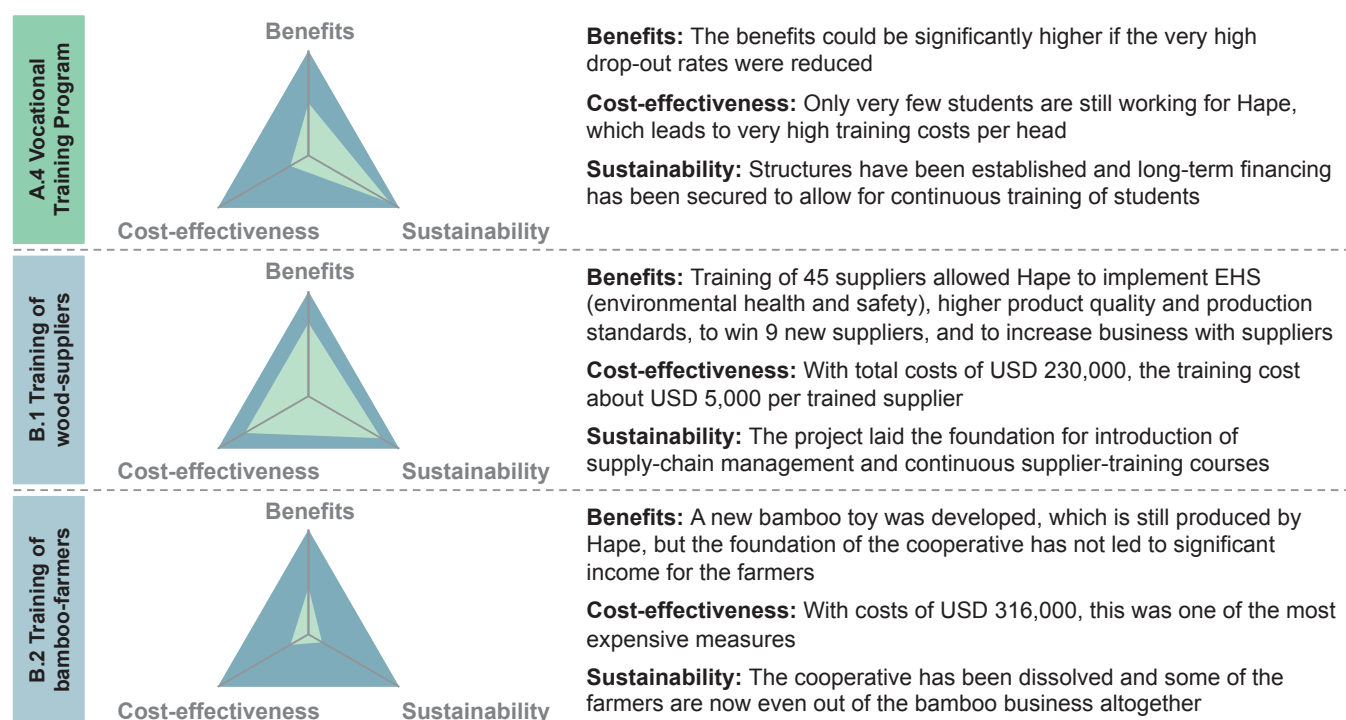 A.4 Vocational
Training Program
Benefits
Cost-effectiveness
Sustainability
Benefits: The benefits could be significantly higher if the very high
drop-out rates were reduced
Cost-effectiveness: Only very few students are still working for Hape,
which leads to very high training costs per head
Sustainability: Structures have been established and long-term financing
has been secured to allow for continuous training of students
B.1 Training of
wood-suppliers
Benefits
Cost-effectiveness
Sustainability
Benefits: Training of 45 suppliers allowed Hape to implement EHS
(environmental health and safety), higher product quality and production
standards, to win 9 new suppliers, and to increase business with suppliers
Cost-effectiveness: With total costs of USD 230,000, the training cost
about USD 5,000 per trained supplier
Sustainability: The project laid the foundation for introduction of
supply-chain management and continuous supplier-training courses
B.2 Training of
bamboo-farmers
Benefits
Cost-effectiveness
Sustainability
Benefits: A new bamboo toy was developed, which is still produced by
Hape, but the foundation of the cooperative has not led to significant
income for the farmers
Cost-effectiveness: With costs of USD 316,000, this was one of the most
expensive measures
Sustainability: The cooperative has been dissolved and some of the
farmers are now even out of the bamboo business altogether